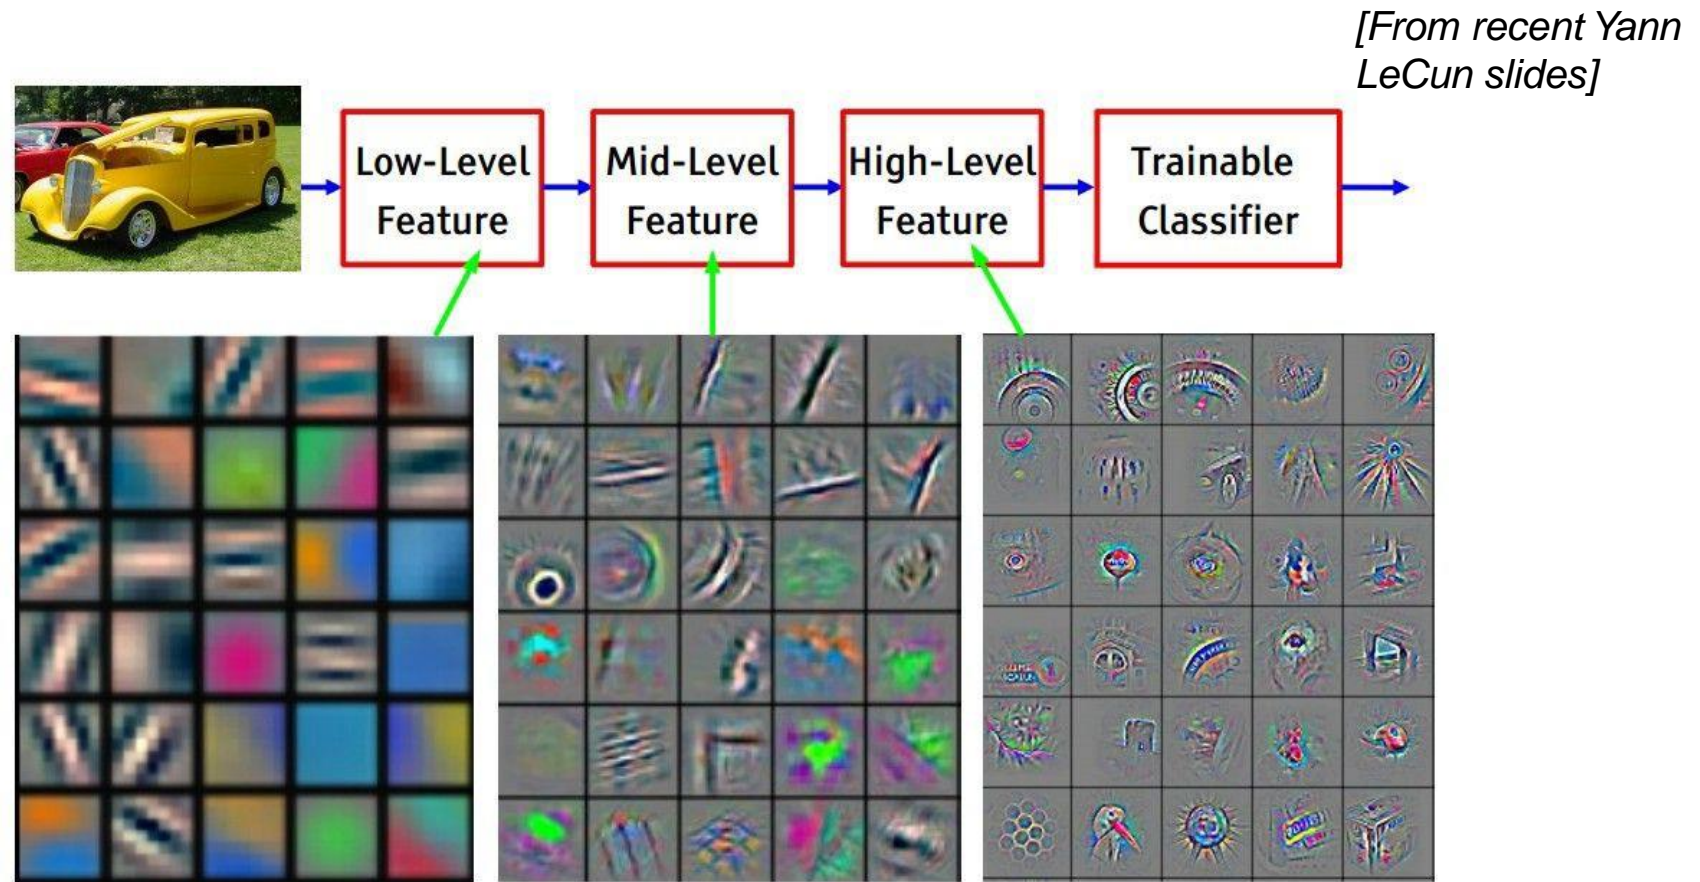 [From recent Yann
LeCun slides]
Low-Level
Feature
Mid-Level
Feature
High-Level
Feature
Trainable
Classifier